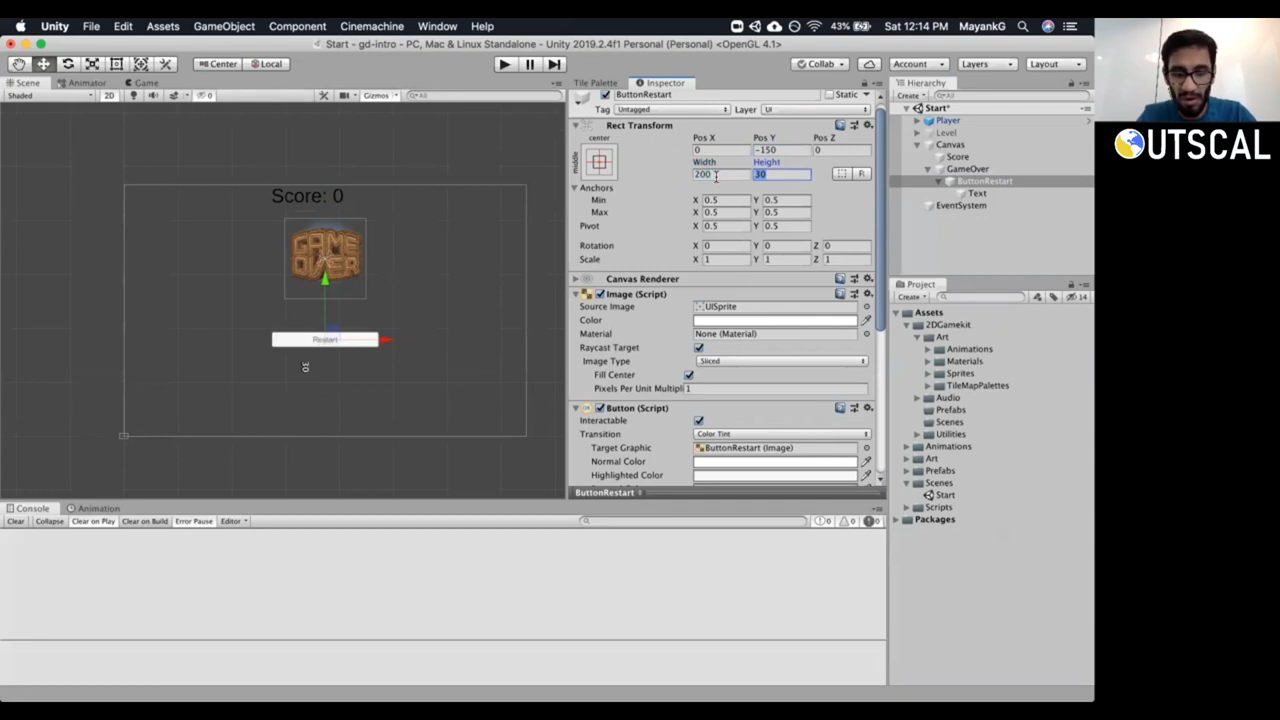 Unity File Edit Assets GameObject Component Cinemachine Window Help 43% Sat 12:14 PM MayankG
Start - gd-intro - PC, Mac & Linux Standalone - Unity 2019.2.4f1 Personal (Personal) <OpenGL 4.1>
Center Local Collab Account Layers Layout
Scene Animator Game Tile Palette Inspector Hierarchy
Shaded 2D 0 Gizmos All ButtonRestart Static Create All
Tag Untagged Layer UI Start*
Rect Transform Player
center Pos X Pos Y Pos Z Level
middle 0 -150 0 Canvas
Width Height Score
200 30 R GameOver
Anchors ButtonRestart
Min X 0.5 Y 0.5 Text
Max X 0.5 Y 0.5 EventSystem
Pivot X 0.5 Y 0.5
Rotation X 0 Y 0 Z 0
Scale X 1 Y 1 Z 1
Score: 0
GAME
OVER
Restart
30
Canvas Renderer
Image (Script)
Source Image UISprite
Color
Material None (Material)
Raycast Target
Image Type Sliced
Fill Center
Pixels Per Unit Multipli 1
Button (Script)
Interactable
Transition Color Tint
Target Graphic ButtonRestart (Image)
Normal Color
Highlighted Color
ButtonRestart
Project
Create 14
Assets
2DGamekit
Art
Animations
Materials
Sprites
TileMapPalettes
Audio
Prefabs
Scenes
Utilities
Animations
Art
Prefabs
Scenes
Start
Scripts
Packages
Console Animation
Clear Collapse Clear on Play Clear on Build Error Pause Editor 0 0 0
OUTSCAL